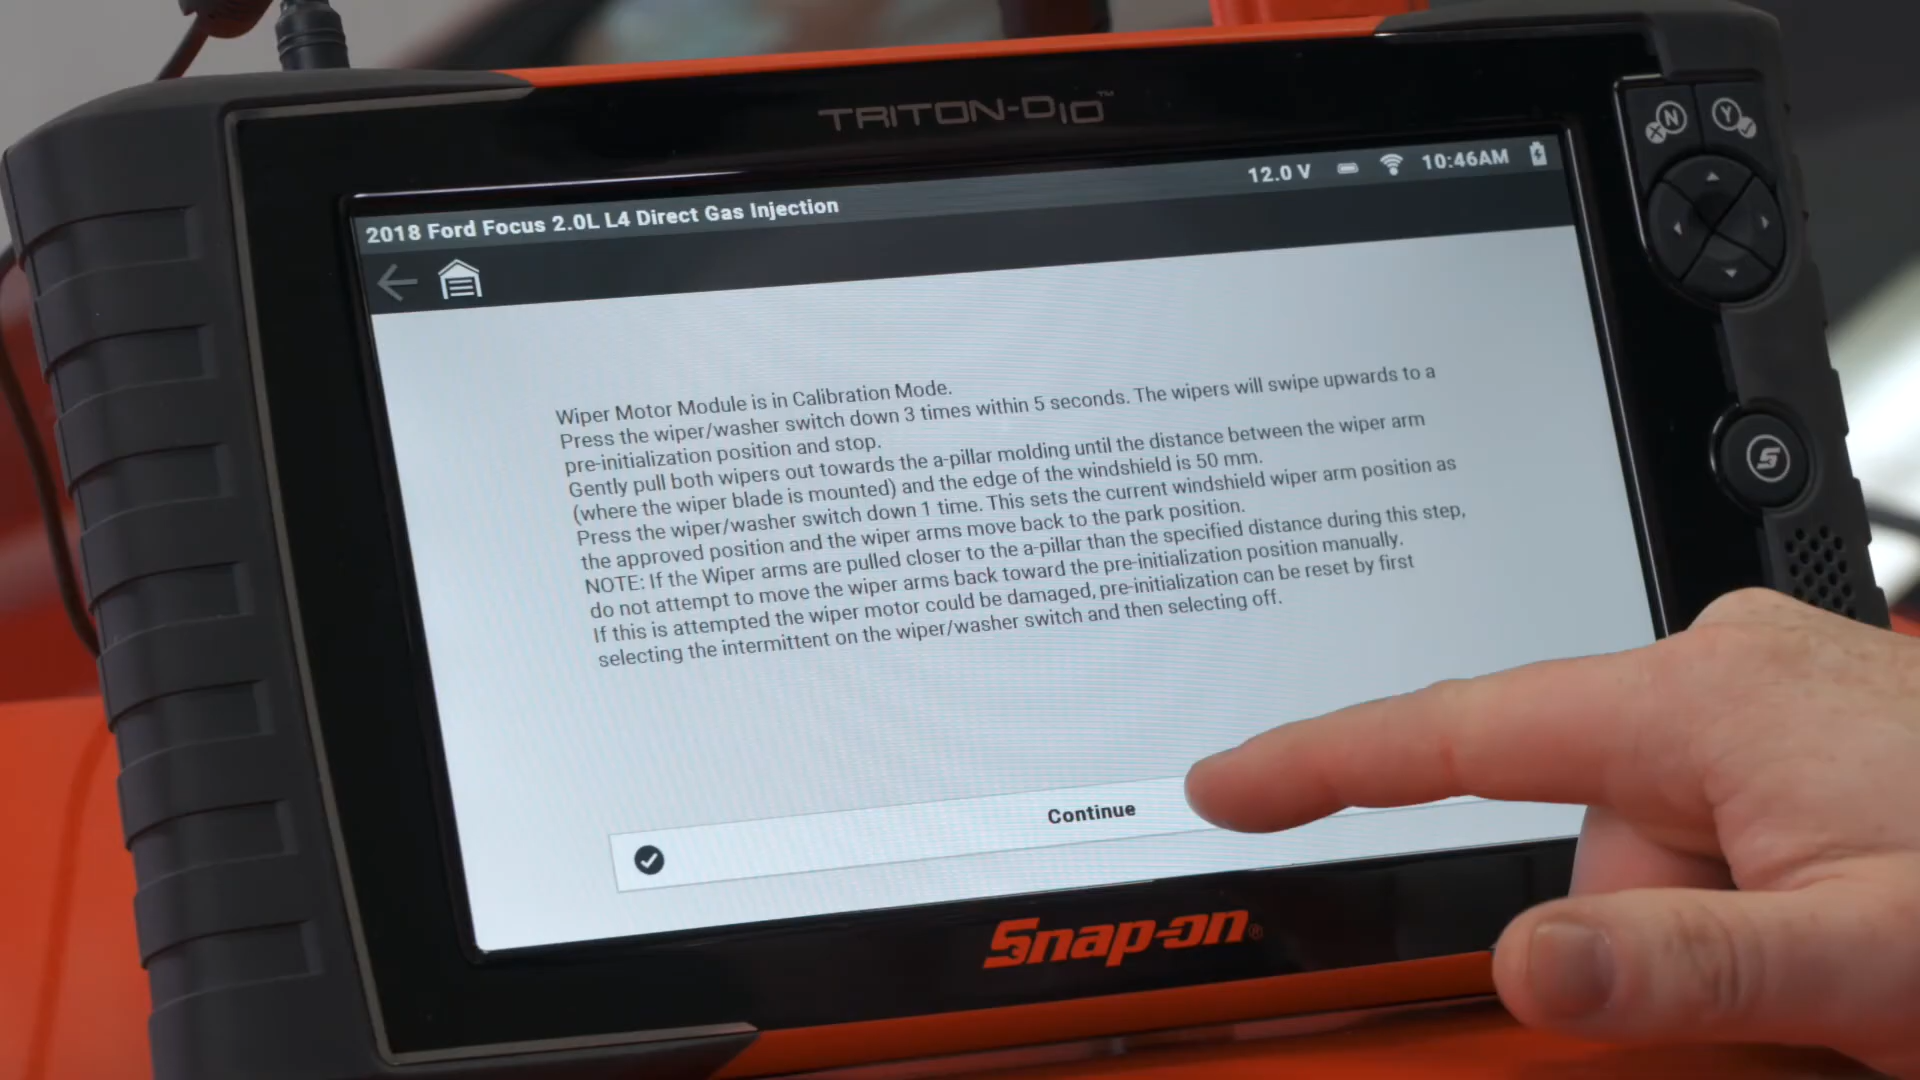 TRITON-D10™
12.0 V 10:46AM
2018 Ford Focus 2.0L L4 Direct Gas Injection
Wiper Motor Module is in Calibration Mode.
Press the wiper/washer switch down 3 times within 5 seconds. The wipers will swipe upwards to a
pre-initialization position and stop.
Gently pull both wipers out towards the a-pillar molding until the distance between the wiper arm
(where the wiper blade is mounted) and the edge of the windshield is 50 mm.
Press the wiper/washer switch down 1 time. This sets the current windshield wiper arm position as
the approved position and the wiper arms move back to the park position.
NOTE: If the Wiper arms are pulled closer to the a-pillar than the specified distance during this step,
do not attempt to move the wiper arms back toward the pre-initialization position manually.
If this is attempted the wiper motor could be damaged, pre-initialization can be reset by first
selecting the intermittent on the wiper/washer switch and then selecting off.
Continue
Snap-on®
N
Y
S